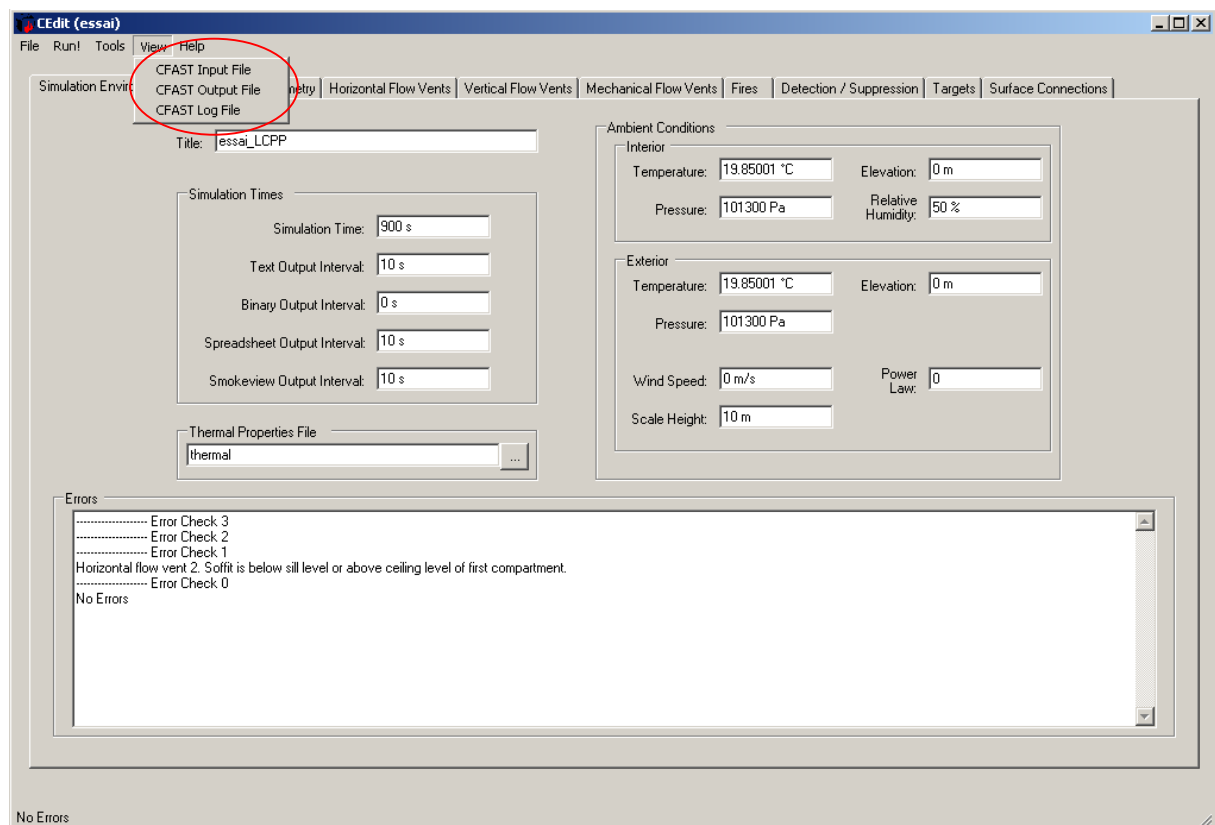 CEdit (essai)
File Run! Tools View Help
CFAST Input File
CFAST Output File
CFAST Log File
Simulation Envir
metry Horizontal Flow Vents Vertical Flow Vents Mechanical Flow Vents Fires Detection / Suppression Targets Surface Connections
Title: essai_LCPP
Simulation Times
Simulation Time: 900 s
Text Output Interval: 10 s
Binary Output Interval: 0 s
Spreadsheet Output Interval: 10 s
Smokeview Output Interval: 10 s
Thermal Properties File
thermal ...
Ambient Conditions
Interior
Temperature: 19.85001 °C Elevation: 0 m
Pressure: 101300 Pa Relative Humidity: 50 %
Exterior
Temperature: 19.85001 °C Elevation: 0 m
Pressure: 101300 Pa
Wind Speed: 0 m/s Power Law: 0
Scale Height: 10 m
Errors
-------------------- Error Check 3
-------------------- Error Check 2
-------------------- Error Check 1
Horizontal flow vent 2. Soffit is below sill level or above ceiling level of first compartment.
-------------------- Error Check 0
No Errors
No Errors